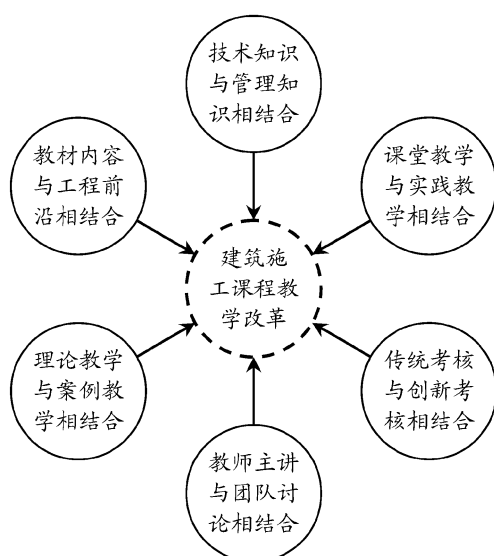 技术知识
与管理知
识相结合
教材内容
与工程前
沿相结合
课堂教学
与实践教
学相结合
建筑施
工课程教
学改革
理论教学
与案例教
学相结合
传统考核
与创新考
核相结合
教师主讲
与团队讨
论相结合